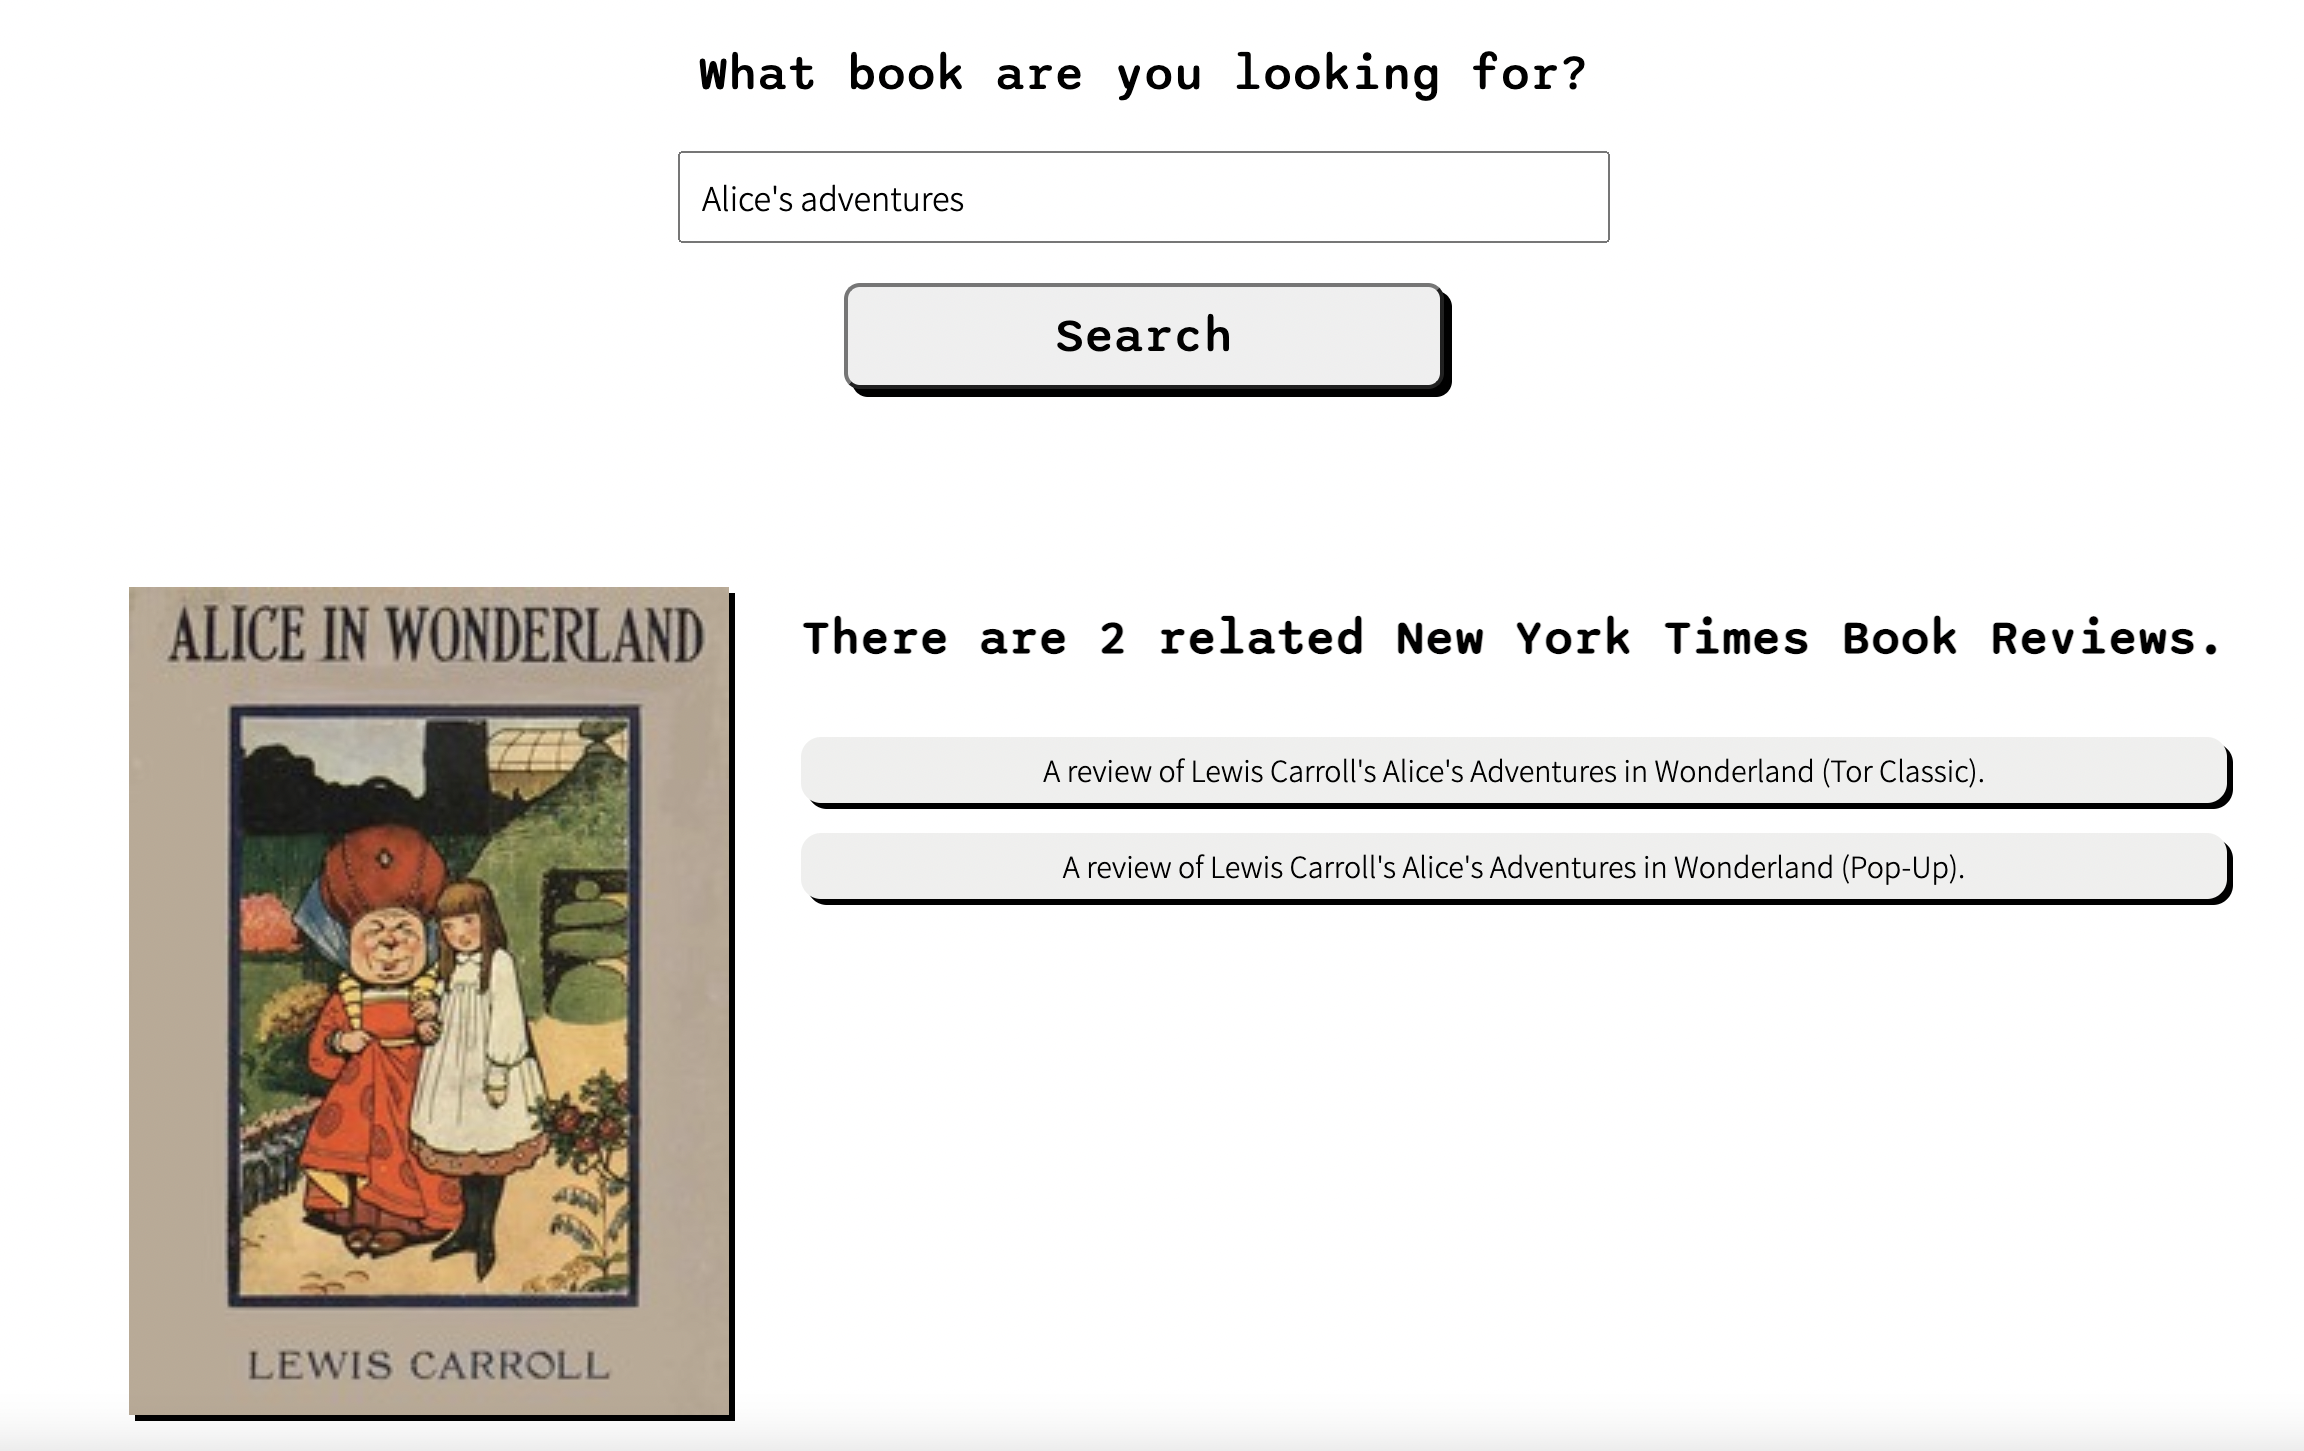 What book are you looking for?
Alice's adventures
Search
ALICE IN WONDERLAND
LEWIS CARROLL
There are 2 related New York Times Book Reviews.
A review of Lewis Carroll's Alice's Adventures in Wonderland (Tor Classic).
A review of Lewis Carroll's Alice's Adventures in Wonderland (Pop-Up).